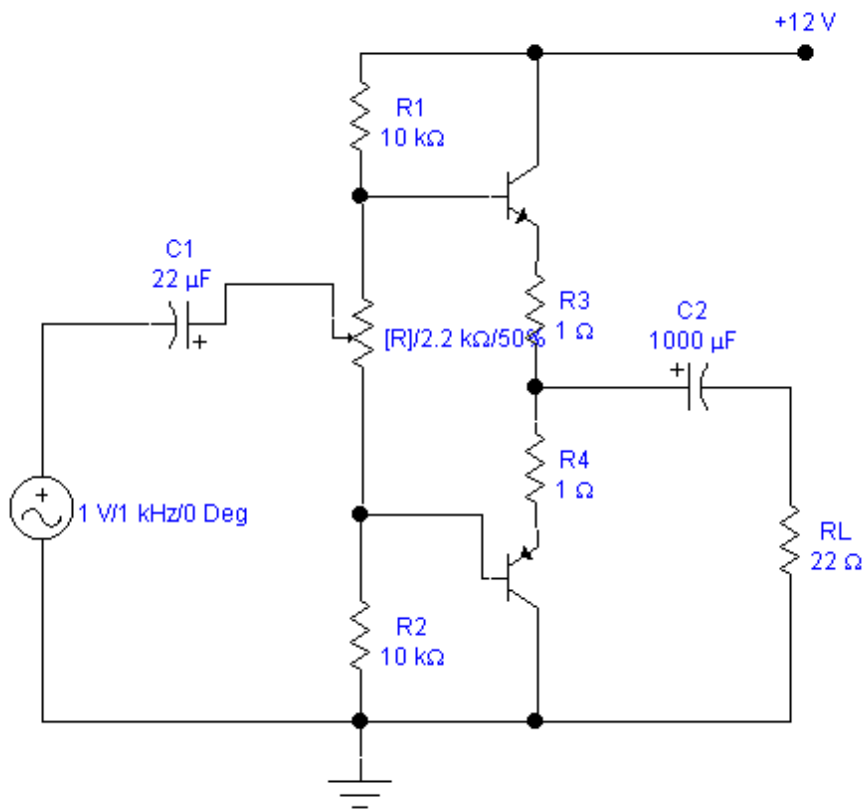 +12 V
R1
10 kΩ
C1
22 µF
+
[R]/2.2 kΩ/50%
R3
1 Ω
C2
1000 µF
+
R4
1 Ω
+
1 V/1 kHz/0 Deg
RL
22 Ω
R2
10 kΩ